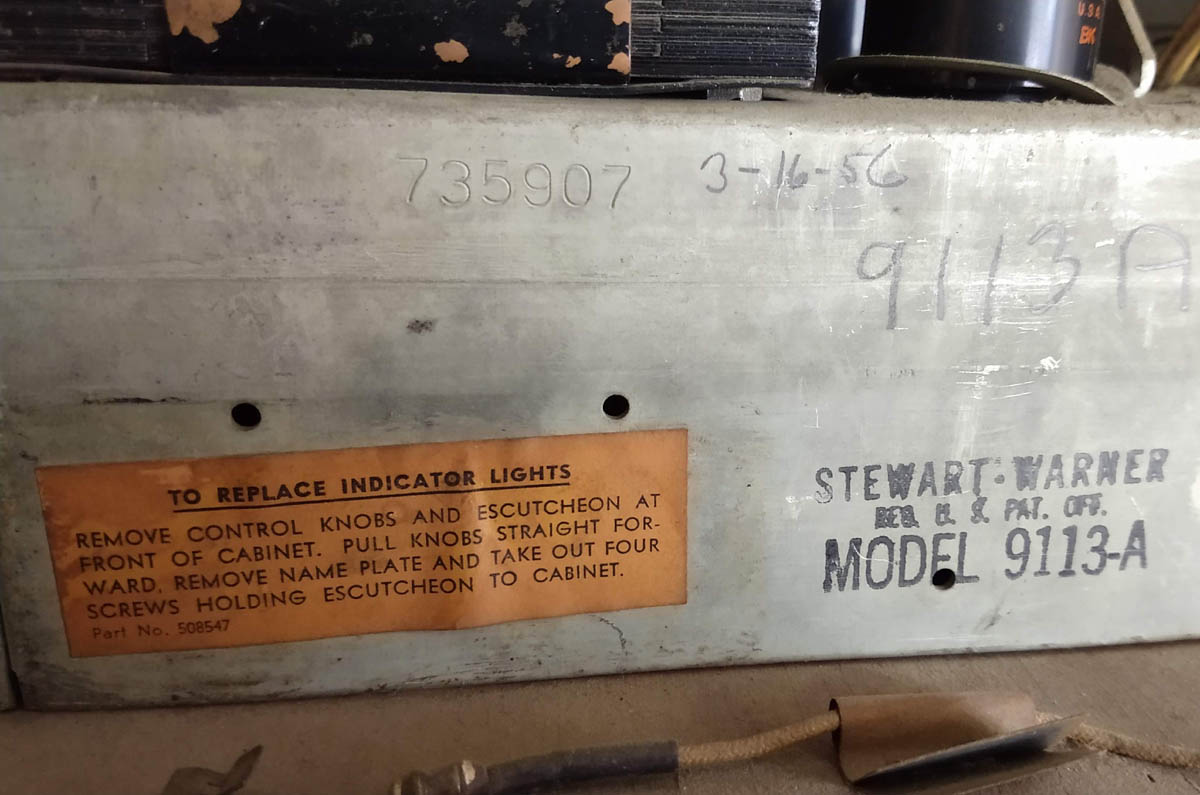 U.S.A.
BK
735907
3-16-56
9113 A
TO REPLACE INDICATOR LIGHTS
REMOVE CONTROL KNOBS AND ESCUTCHEON AT
FRONT OF CABINET. PULL KNOBS STRAIGHT FOR-
WARD, REMOVE NAME PLATE AND TAKE OUT FOUR
SCREWS HOLDING ESCUTCHEON TO CABINET.
Part No. 508547
STEWART-WARNER
REG. U. S. PAT. OFF.
MODEL 9113-A